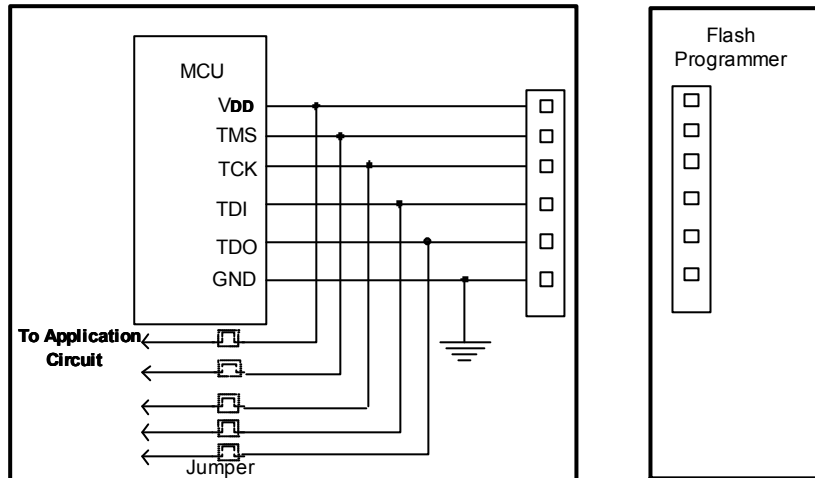 MCU
VDD
TMS
TCK
TDI
TDO
GND
To Application
Circuit
Jumper
Flash
Programmer